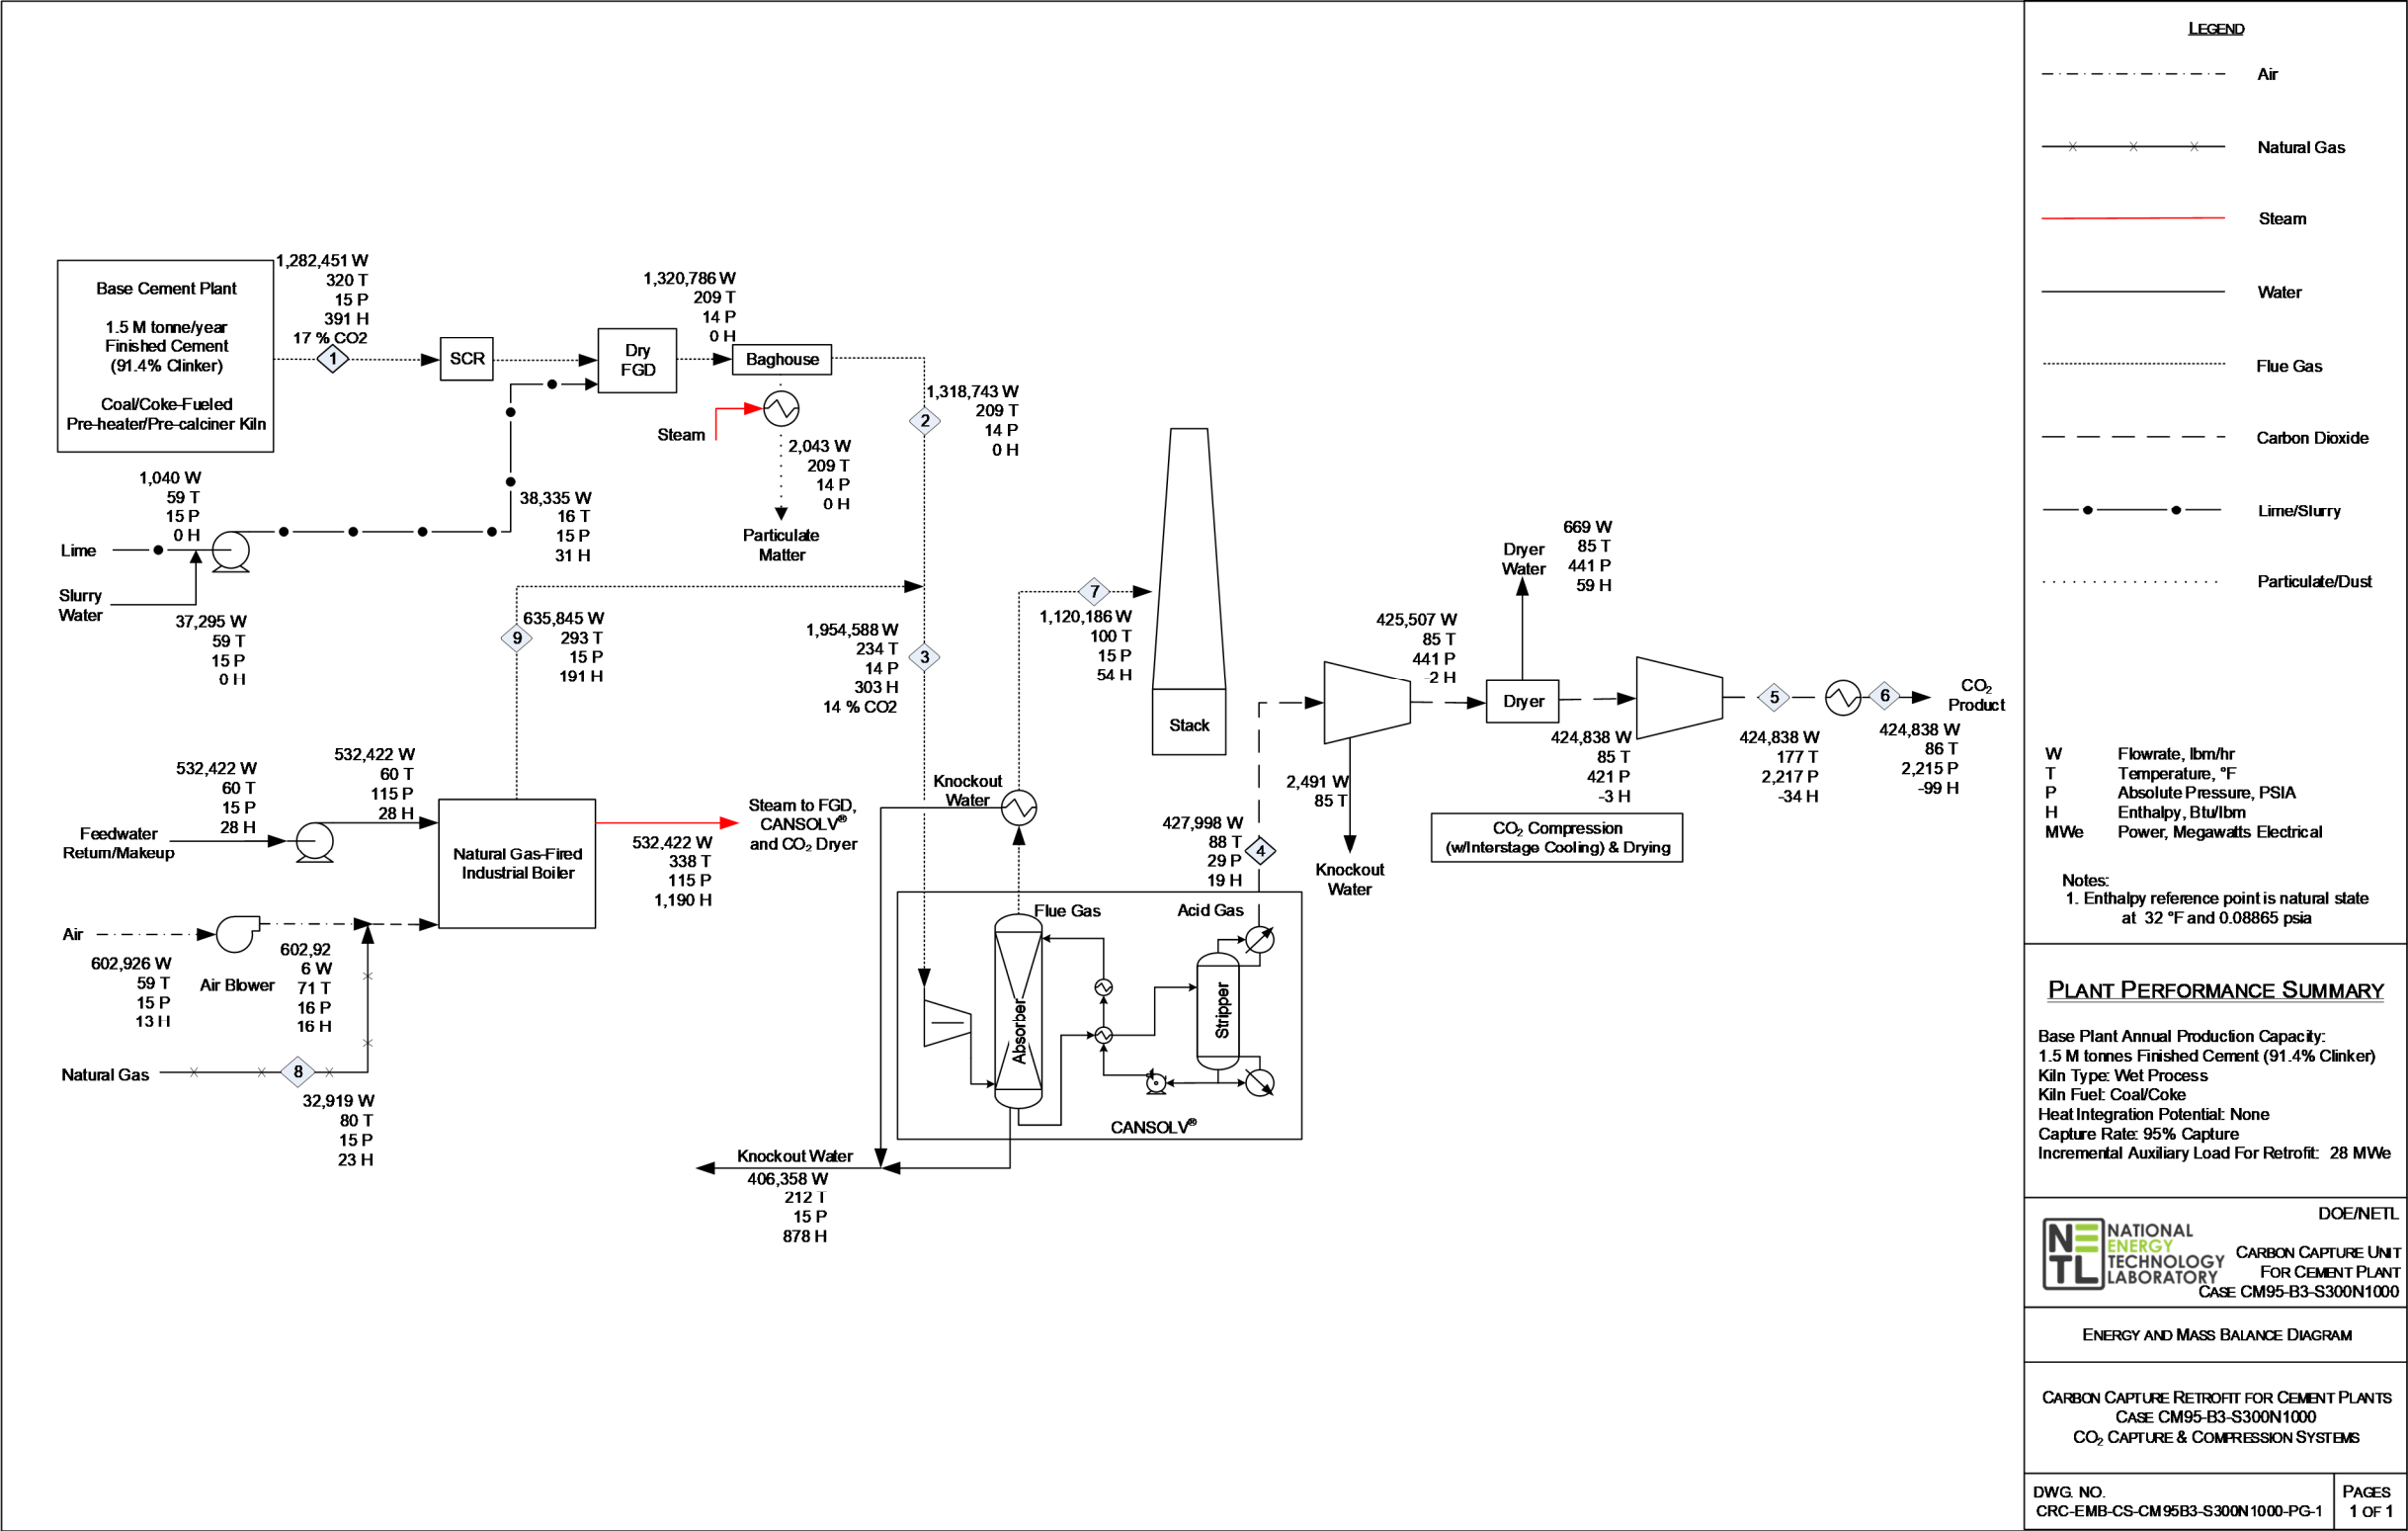 Base Cement Plant
1.5 M tonne/year
Finished Cement
(91.4% Clinker)
Coal/Coke-Fueled
Pre-heater/Pre-calciner Kiln
1,282,451 W
320 T
15 P
391 H
17 % CO2
1
SCR
Dry
FGD
1,320,786 W
209 T
14 P
0 H
Baghouse
Steam
2,043 W
209 T
14 P
0 H
Particulate
Matter
1,318,743 W
209 T
14 P
0 H
2
1,040 W
59 T
15 P
0 H
Lime
Slurry
Water
37,295 W
59 T
15 P
0 H
38,335 W
16 T
15 P
31 H
635,845 W
293 T
15 P
191 H
9
1,954,588 W
234 T
14 P
303 H
14 % CO2
3
532,422 W
60 T
15 P
28 H
Feedwater
Return/Makeup
532,422 W
60 T
115 P
28 H
Natural Gas-Fired
Industrial Boiler
Steam to FGD,
CANSOLV®
and CO₂ Dryer
532,422 W
338 T
115 P
1,190 H
Air
602,926 W
59 T
15 P
13 H
Air Blower
602,92
6 W
71 T
16 P
16 H
Natural Gas
8
32,919 W
80 T
15 P
23 H
Knockout
Water
7
1,120,186 W
100 T
15 P
54 H
Stack
Flue Gas
Acid Gas
Absorber
Stripper
CANSOLV®
Knockout Water
406,358 W
212 T
15 P
878 H
427,998 W
88 T
29 P
19 H
4
2,491 W
85 T
Knockout
Water
425,507 W
85 T
441 P
-2 H
Dryer
Water
669 W
85 T
441 P
59 H
Dryer
424,838 W
85 T
421 P
-3 H
CO₂ Compression
(w/Interstage Cooling) & Drying
5
424,838 W
177 T
2,217 P
-34 H
6
424,838 W
86 T
2,215 P
-99 H
CO₂
Product
LEGEND
Air
Natural Gas
Steam
Water
Flue Gas
Carbon Dioxide
Lime/Slurry
Particulate/Dust
W Flowrate, lbm/hr
T Temperature, °F
P Absolute Pressure, PSIA
H Enthalpy, Btu/lbm
MWe Power, Megawatts Electrical
Notes:
1. Enthalpy reference point is natural state
at 32 °F and 0.08865 psia
PLANT PERFORMANCE SUMMARY
Base Plant Annual Production Capacity:
1.5 M tonnes Finished Cement (91.4% Clinker)
Kiln Type: Wet Process
Kiln Fuel: Coal/Coke
Heat Integration Potential: None
Capture Rate: 95% Capture
Incremental Auxiliary Load For Retrofit: 28 MWe
NETL
NATIONAL
ENERGY
TECHNOLOGY
LABORATORY
DOE/NETL
CARBON CAPTURE UNIT
FOR CEMENT PLANT
CASE CM95-B3-S300N1000
ENERGY AND MASS BALANCE DIAGRAM
CARBON CAPTURE RETROFIT FOR CEMENT PLANTS
CASE CM95-B3-S300N1000
CO₂ CAPTURE & COMPRESSION SYSTEMS
DWG. NO.
CRC-EMB-CS-CM95B3-S300N1000-PG-1
PAGES
1 OF 1